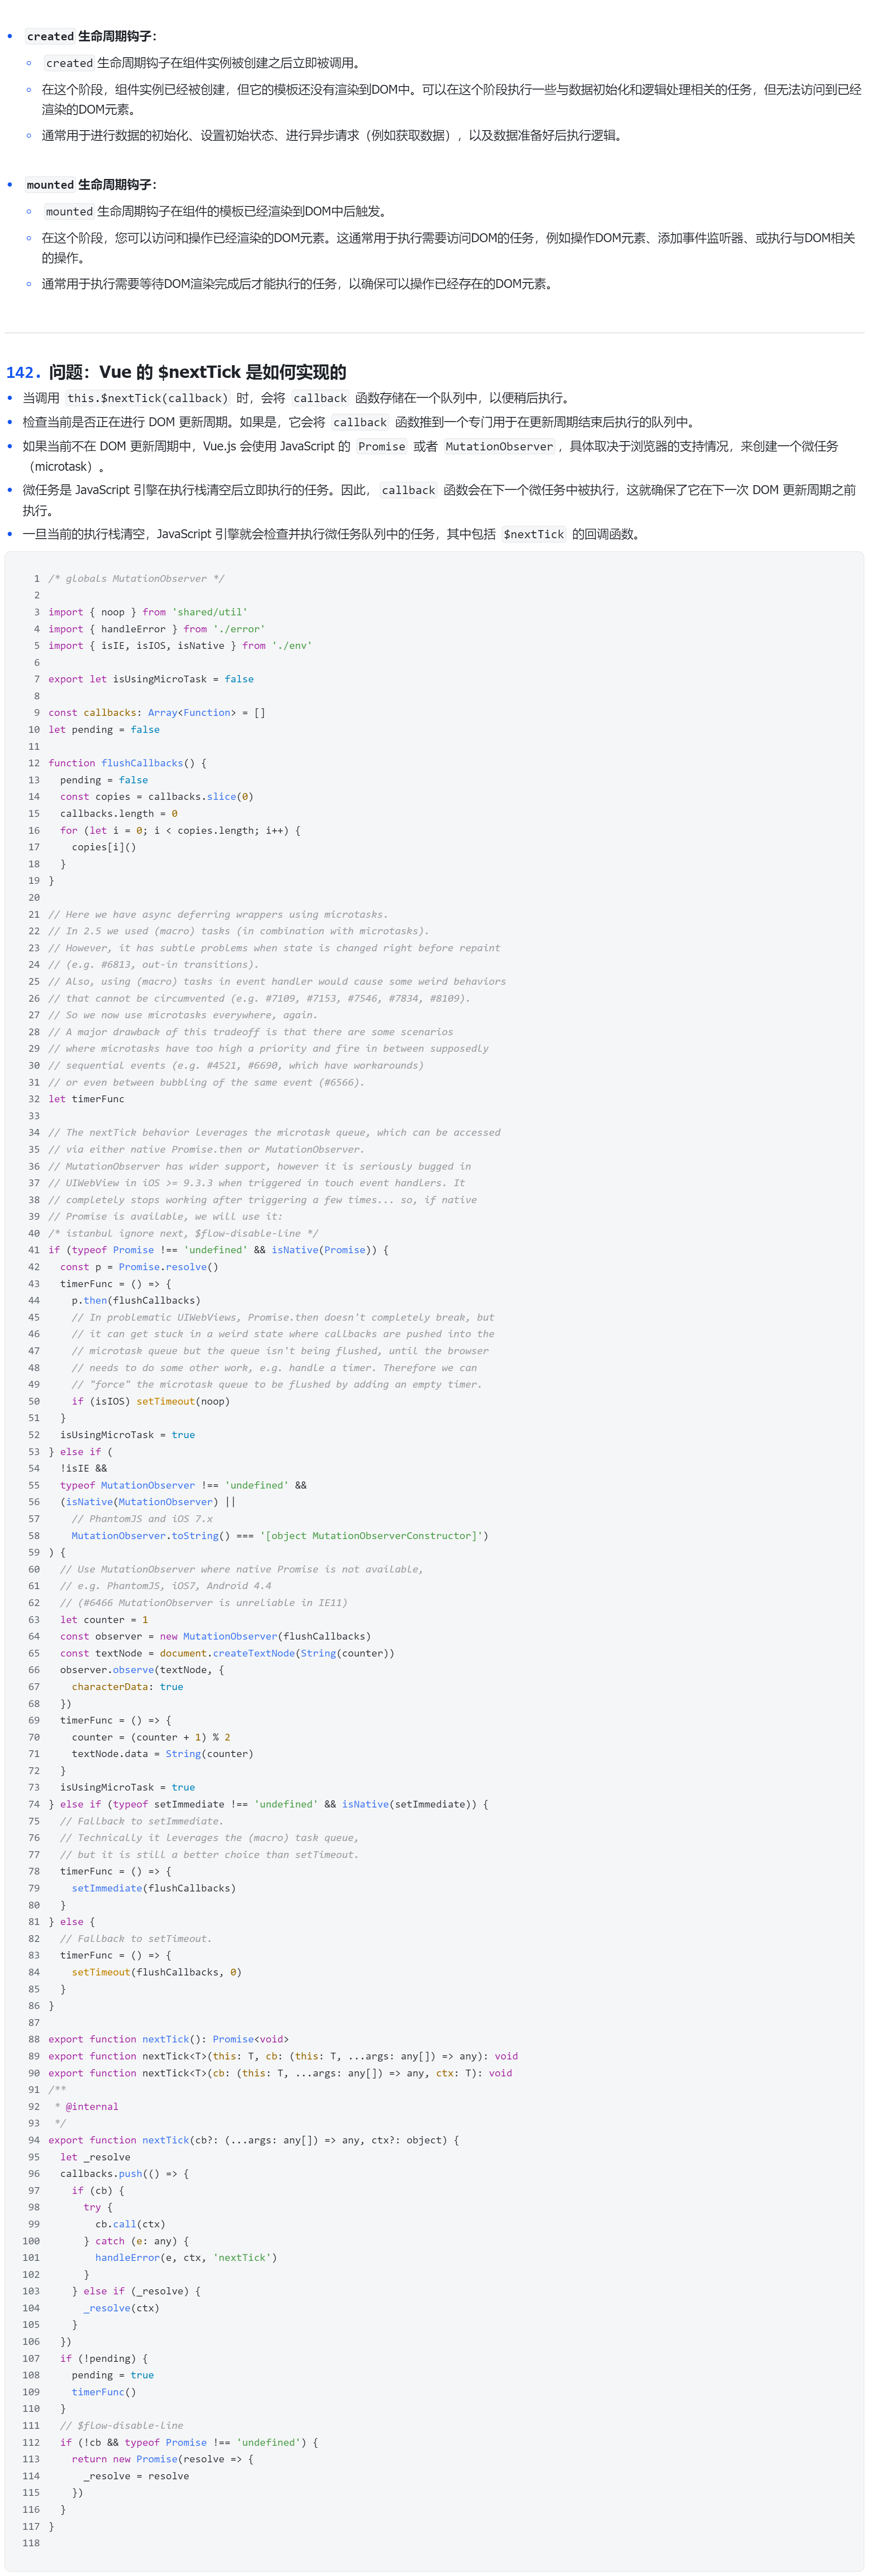 created 生命周期钩子：
created 生命周期钩子在组件实例被创建之后立即被调用。
在这个阶段，组件实例已经被创建，但它的模板还没有渲染到DOM中。可以在这个阶段执行一些与数据初始化和逻辑处理相关的任务，但无法访问到已经
渲染的DOM元素。
通常用于进行数据的初始化、设置初始状态、进行异步请求（例如获取数据），以及数据准备好后执行逻辑。
mounted 生命周期钩子：
mounted 生命周期钩子在组件的模板已经渲染到DOM中后触发。
在这个阶段，您可以访问和操作已经渲染的DOM元素。这通常用于执行需要访问DOM的任务，例如操作DOM元素、添加事件监听器、或执行与DOM相关
的操作。
通常用于执行需要等待DOM渲染完成后才能执行的任务，以确保可以操作已经存在的DOM元素。
142. 问题：Vue 的 $nextTick 是如何实现的
当调用 this.$nextTick(callback) 时，会将 callback 函数存储在一个队列中，以便稍后执行。
检查当前是否正在进行 DOM 更新周期。如果是，它会将 callback 函数推到一个专门用于在更新周期结束后执行的队列中。
如果当前不在 DOM 更新周期中，Vue.js 会使用 JavaScript 的 Promise 或者 MutationObserver，具体取决于浏览器的支持情况，来创建一个微任务
（microtask）。
微任务是 JavaScript 引擎在执行栈清空后立即执行的任务。因此， callback 函数会在下一个微任务中被执行，这就确保了它在下一次 DOM 更新周期之前
执行。
一旦当前的执行栈清空，JavaScript 引擎就会检查并执行微任务队列中的任务，其中包括 $nextTick 的回调函数。
1 /* globals MutationObserver */
2
3 import { noop } from 'shared/util'
4 import { handleError } from './error'
5 import { isIE, isIOS, isNative } from './env'
6
7 export let isUsingMicroTask = false
8
9 const callbacks: Array<Function> = []
10 let pending = false
11
12 function flushCallbacks() {
13   pending = false
14   const copies = callbacks.slice(0)
15   callbacks.length = 0
16   for (let i = 0; i < copies.length; i++) {
17     copies[i]()
18   }
19 }
20
21 // Here we have async deferring wrappers using microtasks.
22 // In 2.5 we used (macro) tasks (in combination with microtasks).
23 // However, it has subtle problems when state is changed right before repaint
24 // (e.g. #6813, out-in transitions).
25 // Also, using (macro) tasks in event handler would cause some weird behaviors
26 // that cannot be circumvented (e.g. #7109, #7153, #7546, #7834, #8109).
27 // So we now use microtasks everywhere, again.
28 // A major drawback of this tradeoff is that there are some scenarios
29 // where microtasks have too high a priority and fire in between supposedly
30 // sequential events (e.g. #4521, #6690, which have workarounds)
31 // or even between bubbling of the same event (#6566).
32 let timerFunc
33
34 // The nextTick behavior leverages the microtask queue, which can be accessed
35 // via either native Promise.then or MutationObserver.
36 // MutationObserver has wider support, however it is seriously bugged in
37 // UIWebView in iOS >= 9.3.3 when triggered in touch event handlers. It
38 // completely stops working after triggering a few times... so, if native
39 // Promise is available, we will use it:
40 /* istanbul ignore next, $flow-disable-line */
41 if (typeof Promise !== 'undefined' && isNative(Promise)) {
42   const p = Promise.resolve()
43   timerFunc = () => {
44     p.then(flushCallbacks)
45     // In problematic UIWebViews, Promise.then doesn't completely break, but
46     // it can get stuck in a weird state where callbacks are pushed into the
47     // microtask queue but the queue isn't being flushed, until the browser
48     // needs to do some other work, e.g. handle a timer. Therefore we can
49     // "force" the microtask queue to be flushed by adding an empty timer.
50     if (isIOS) setTimeout(noop)
51   }
52   isUsingMicroTask = true
53 } else if (
54   !isIE &&
55   typeof MutationObserver !== 'undefined' &&
56   (isNative(MutationObserver) ||
57     // PhantomJS and iOS 7.x
58     MutationObserver.toString() === '[object MutationObserverConstructor]')
59 ) {
60   // Use MutationObserver where native Promise is not available,
61   // e.g. PhantomJS, iOS7, Android 4.4
62   // (#6466 MutationObserver is unreliable in IE11)
63   let counter = 1
64   const observer = new MutationObserver(flushCallbacks)
65   const textNode = document.createTextNode(String(counter))
66   observer.observe(textNode, {
67     characterData: true
68   })
69   timerFunc = () => {
70     counter = (counter + 1) % 2
71     textNode.data = String(counter)
72   }
73   isUsingMicroTask = true
74 } else if (typeof setImmediate !== 'undefined' && isNative(setImmediate)) {
75   // Fallback to setImmediate.
76   // Technically it leverages the (macro) task queue,
77   // but it is still a better choice than setTimeout.
78   timerFunc = () => {
79     setImmediate(flushCallbacks)
80   }
81 } else {
82   // Fallback to setTimeout.
83   timerFunc = () => {
84     setTimeout(flushCallbacks, 0)
85   }
86 }
87
88 export function nextTick(): Promise<void>
89 export function nextTick<T>(this: T, cb: (this: T, ...args: any[]) => any): void
90 export function nextTick<T>(cb: (this: T, ...args: any[]) => any, ctx: T): void
91 /**
92  * @internal
93  */
94 export function nextTick(cb?: (...args: any[]) => any, ctx?: object) {
95   let _resolve
96   callbacks.push(() => {
97     if (cb) {
98       try {
99         cb.call(ctx)
100       } catch (e: any) {
101         handleError(e, ctx, 'nextTick')
102       }
103     } else if (_resolve) {
104       _resolve(ctx)
105     }
106   })
107   if (!pending) {
108     pending = true
109     timerFunc()
110   }
111   // $flow-disable-line
112   if (!cb && typeof Promise !== 'undefined') {
113     return new Promise(resolve => {
114       _resolve = resolve
115     })
116   }
117 }
118